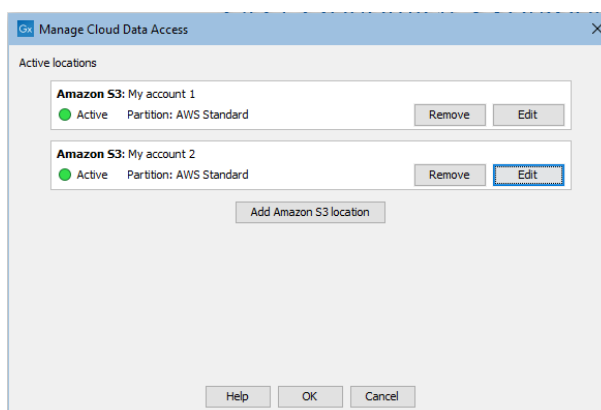 Gx Manage Cloud Data Access
Active locations
Amazon S3: My account 1
Active Partition: AWS Standard Remove Edit
Amazon S3: My account 2
Active Partition: AWS Standard Remove Edit
Add Amazon S3 location
Help OK Cancel